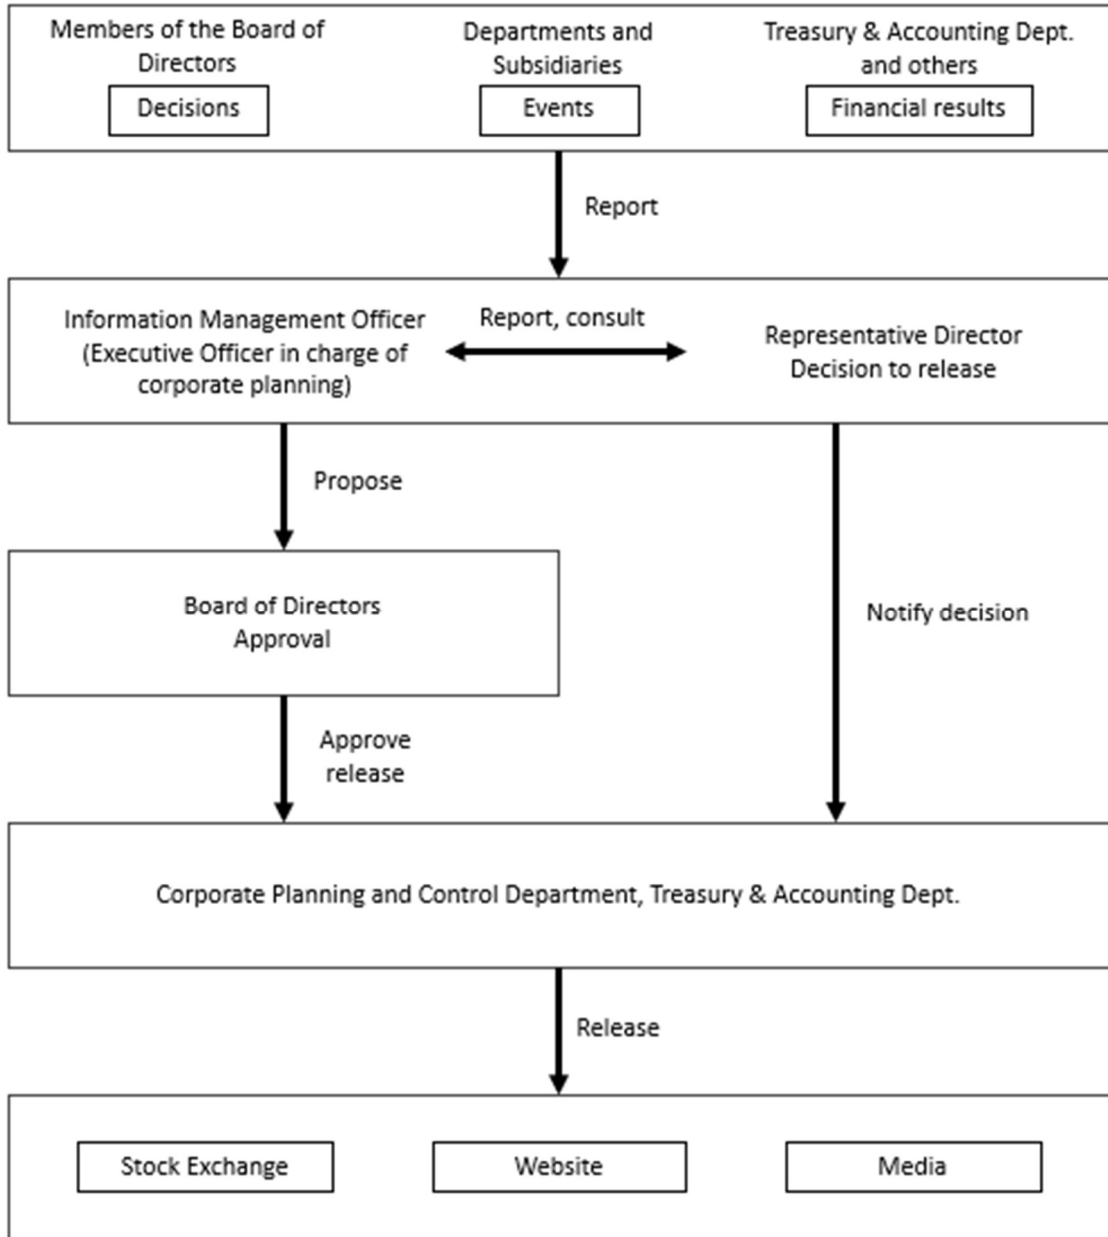 Members of the Board of
Directors
Decisions
Departments and
Subsidiaries
Events
Treasury & Accounting Dept.
and others
Financial results
Report
Information Management Officer
(Executive Officer in charge of
corporate planning)
Report, consult
Representative Director
Decision to release
Propose
Board of Directors
Approval
Notify decision
Approve
release
Corporate Planning and Control Department, Treasury & Accounting Dept.
Release
Stock Exchange
Website
Media